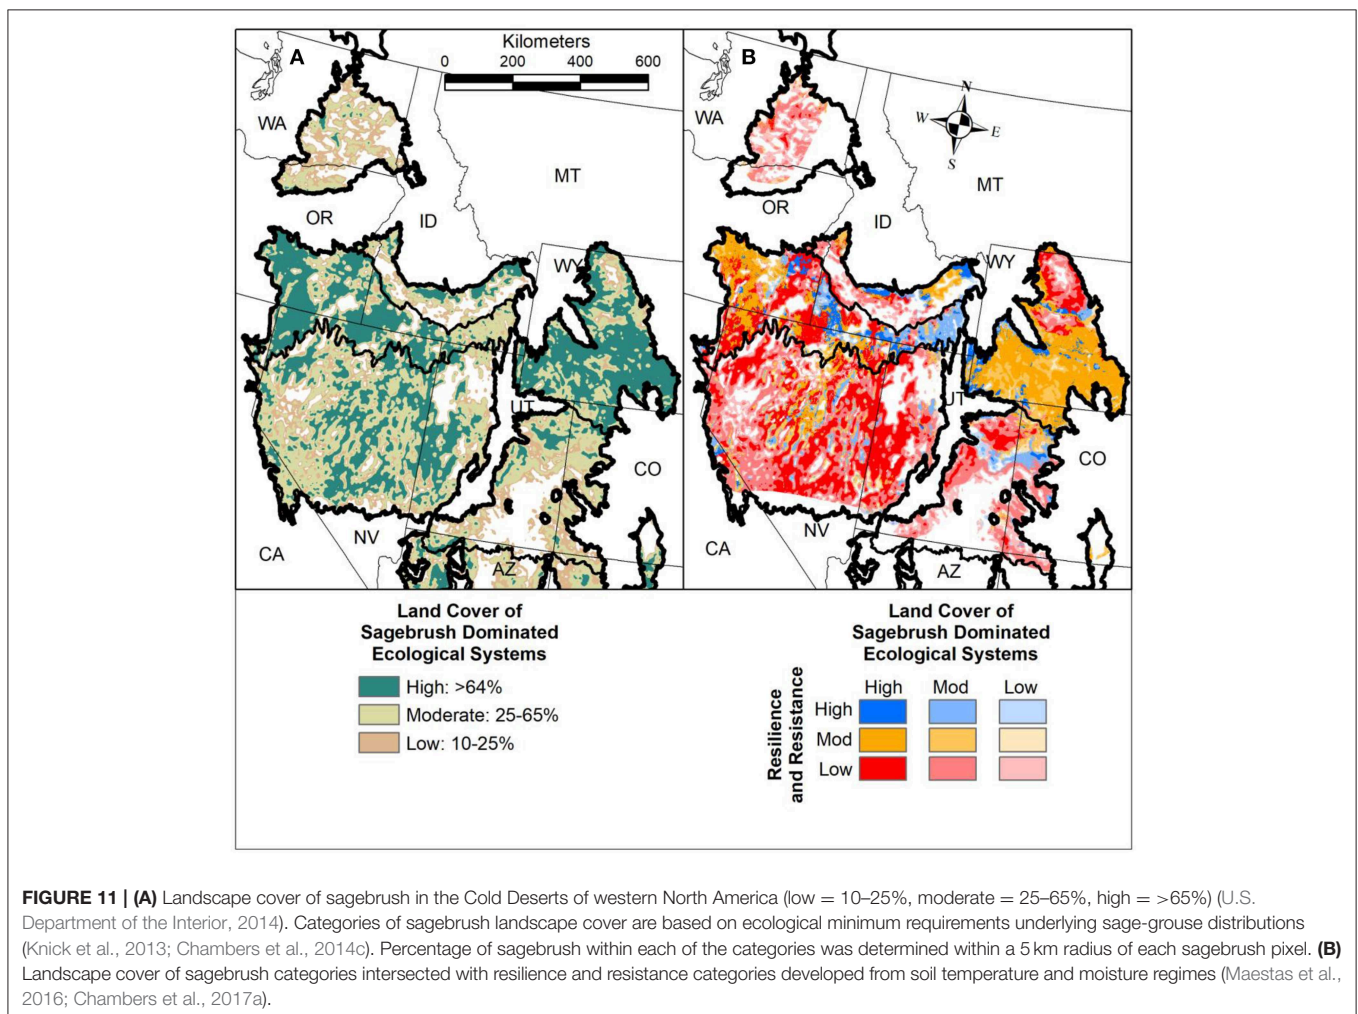 A
Kilometers
0 200 400 600
WA
MT
OR
ID
WY
UT
CO
NV
CA
AZ
B
N
W E
S
WA
MT
OR
ID
WY
UT
CO
NV
CA
AZ
Land Cover of
Sagebrush Dominated
Ecological Systems
High: >64%
Moderate: 25-65%
Low: 10-25%
Land Cover of
Sagebrush Dominated
Ecological Systems
High Mod Low
Resilience
and Resistance
High
Mod
Low
FIGURE 11 | (A) Landscape cover of sagebrush in the Cold Deserts of western North America (low = 10–25%, moderate = 25–65%, high = >65%) (U.S.
Department of the Interior, 2014). Categories of sagebrush landscape cover are based on ecological minimum requirements underlying sage-grouse distributions
(Knick et al., 2013; Chambers et al., 2014c). Percentage of sagebrush within each of the categories was determined within a 5 km radius of each sagebrush pixel. (B)
Landscape cover of sagebrush categories intersected with resilience and resistance categories developed from soil temperature and moisture regimes (Maestas et al.,
2016; Chambers et al., 2017a).